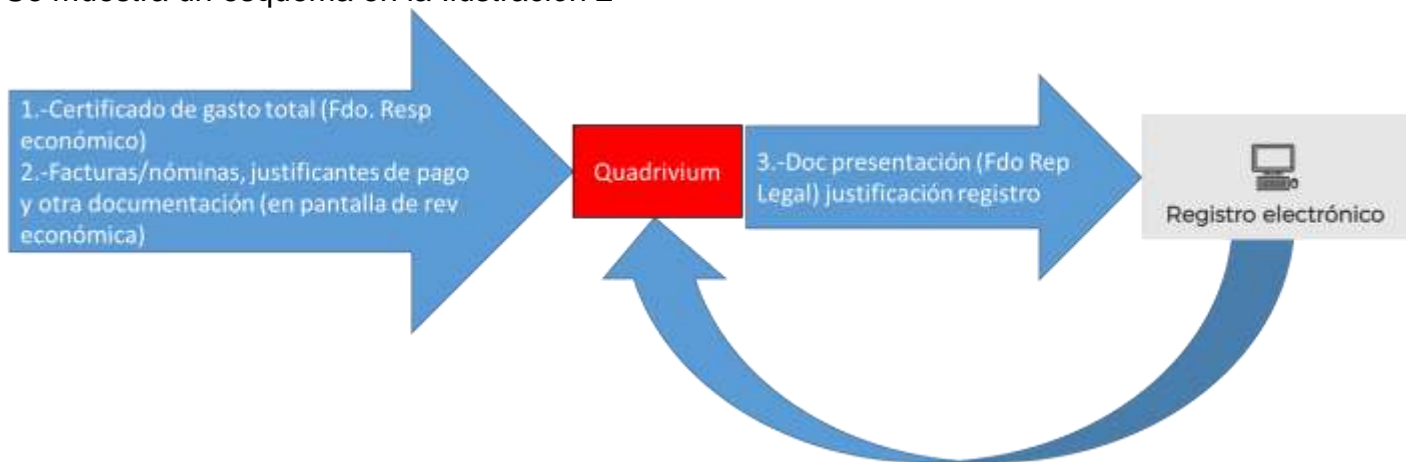 Se muestra un esquema en la Ilustración 2
1.-Certificado de gasto total (Fdo. Resp
económico)
2.-Facturas/nóminas, justificantes de pago
y otra documentación (en pantalla de rev
económica)
Quadrivium
3.-Doc presentación (Fdo Rep
Legal) justificación registro
Registro electrónico